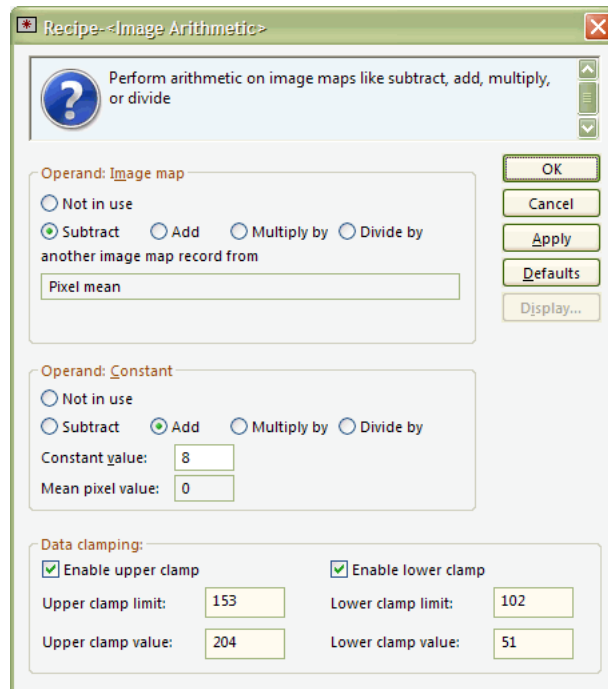 Recipe-<Image Arithmetic>
Perform arithmetic on image maps like subtract, add, multiply,
or divide
Operand: Image map
Not in use
Subtract Add Multiply by Divide by
another image map record from
Pixel mean
OK
Cancel
Apply
Defaults
Display...
Operand: Constant
Not in use
Subtract Add Multiply by Divide by
Constant value: 8
Mean pixel value: 0
Data clamping:
Enable upper clamp Enable lower clamp
Upper clamp limit: 153 Lower clamp limit: 102
Upper clamp value: 204 Lower clamp value: 51